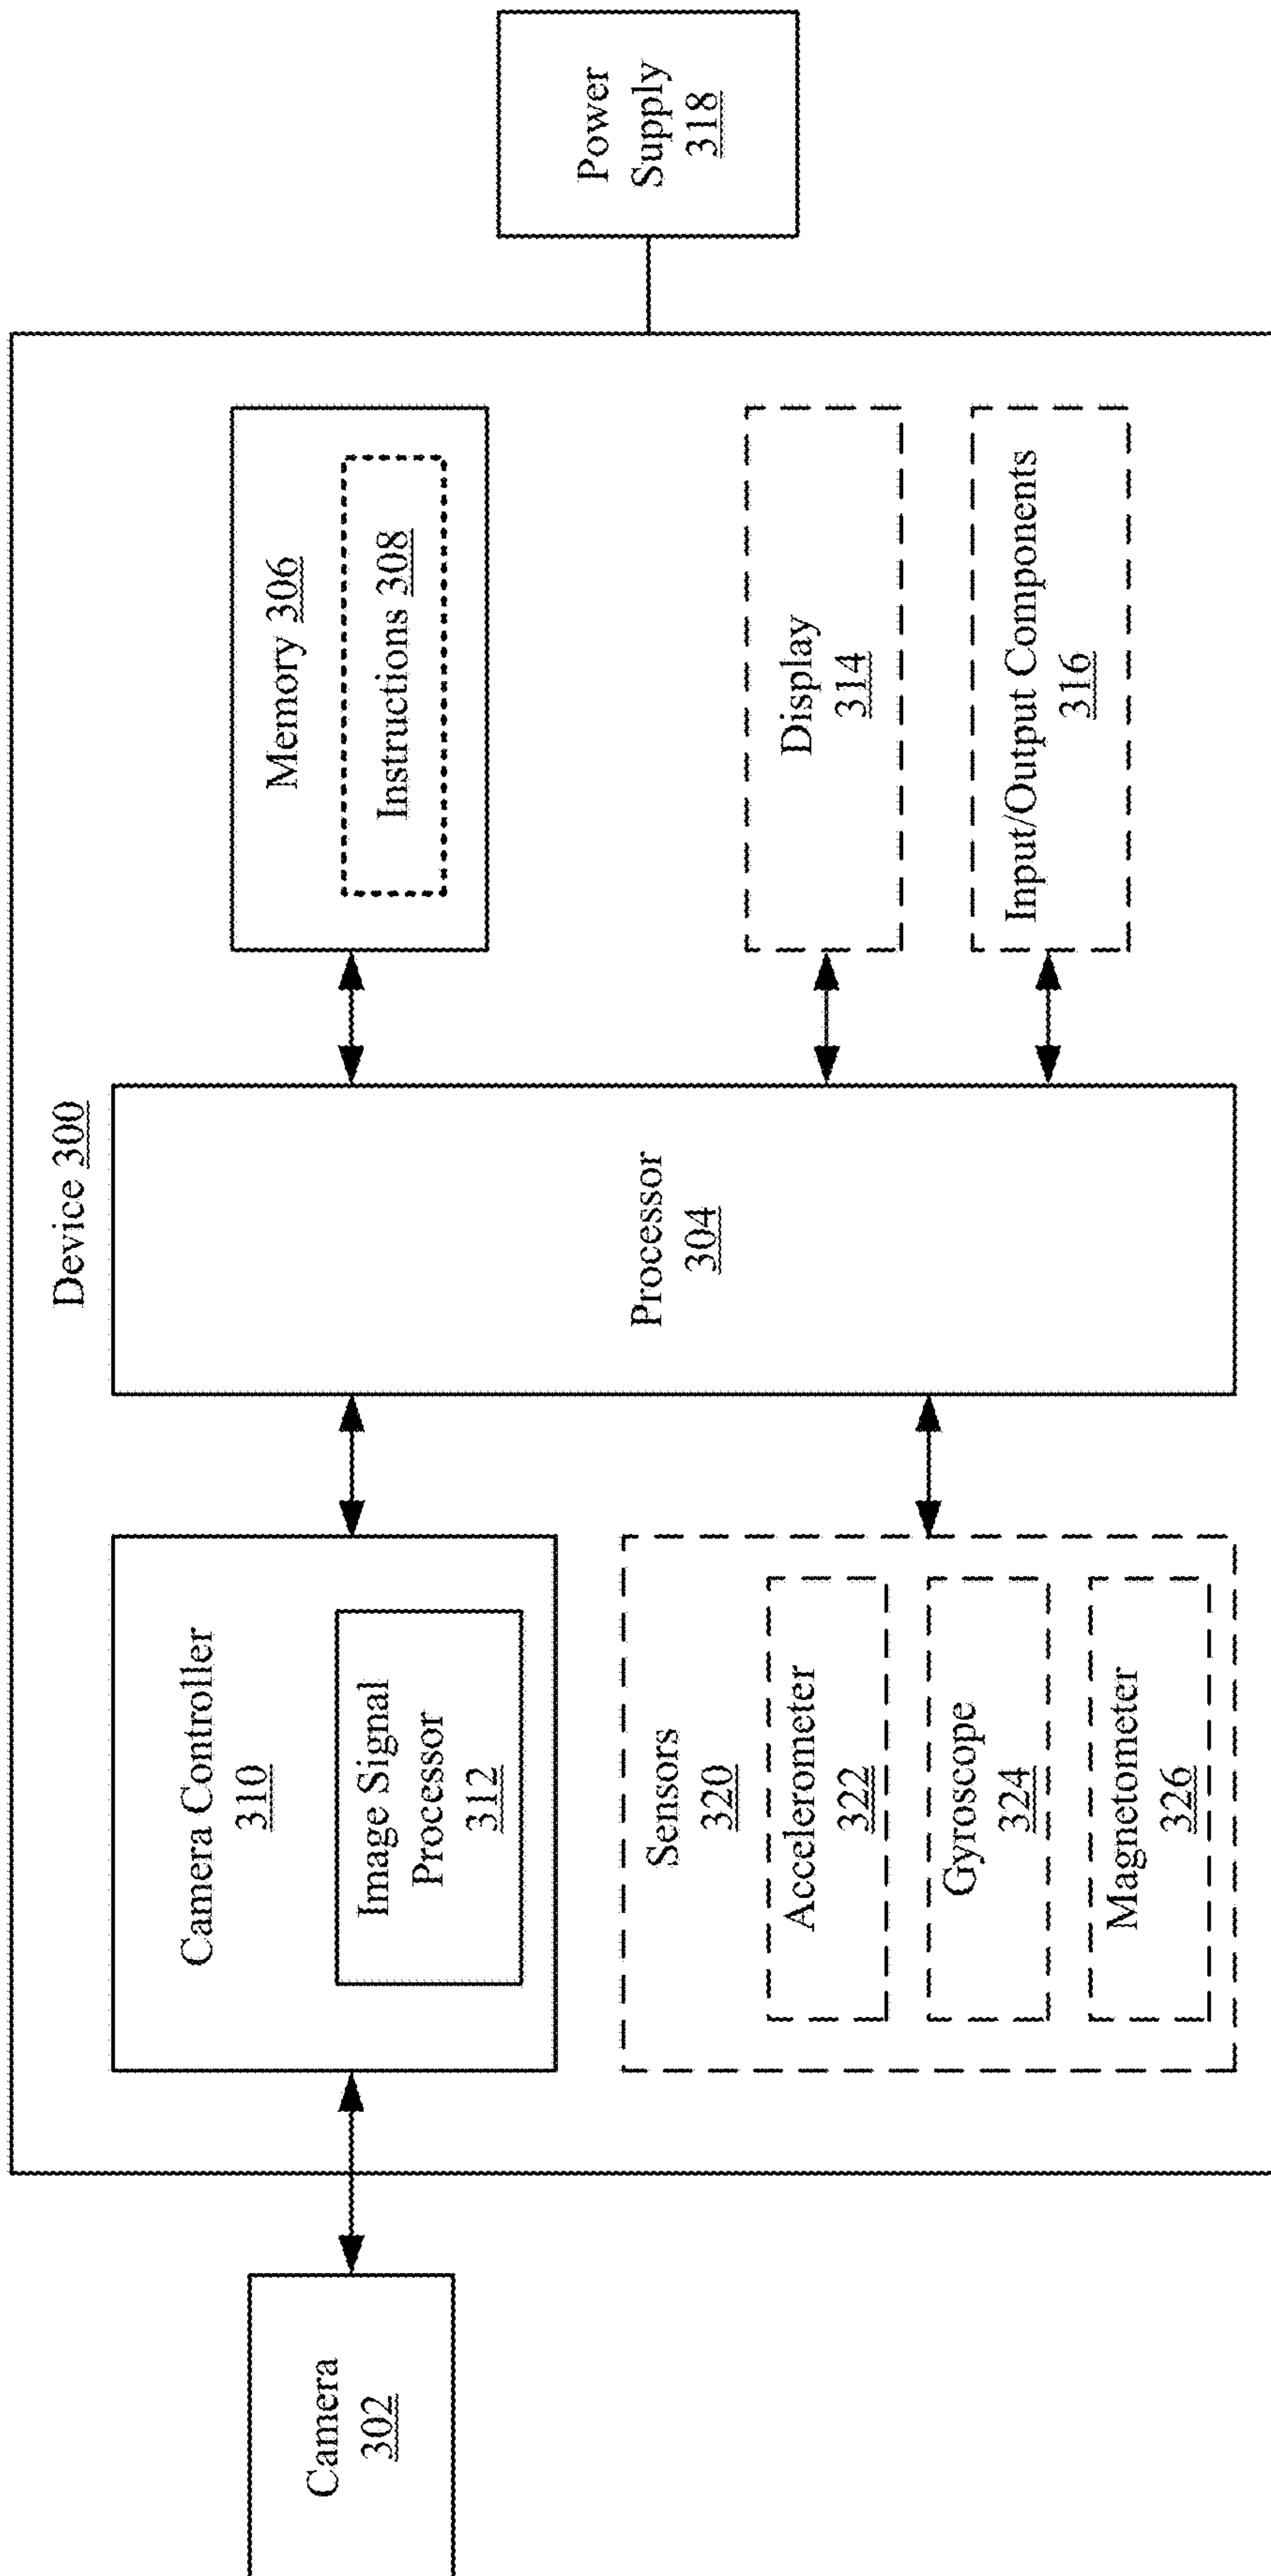 Device 300
Camera
302
Camera Controller
310
Image Signal
Processor
312
Sensors
320
Accelerometer
322
Gyroscope
324
Magnetometer
326
Processor
304
Memory 306
Instructions 308
Display
314
Input/Output Components
316
Power
Supply
318